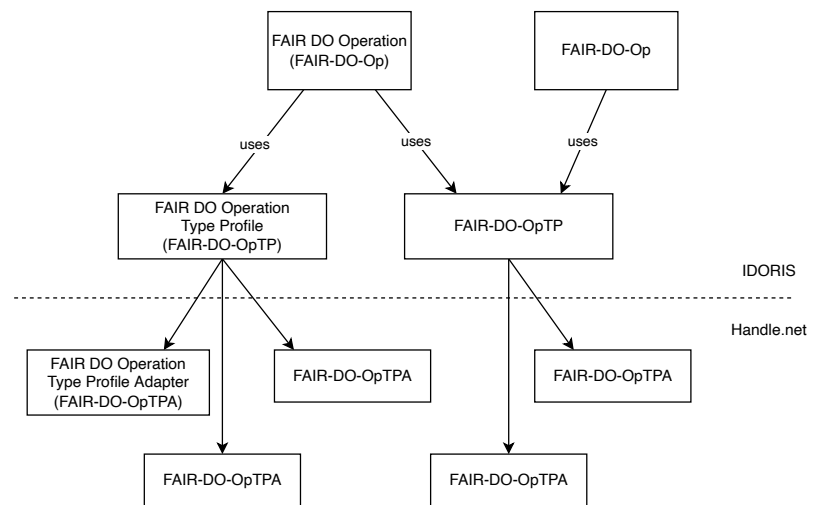 FAIR DO Operation
(FAIR-DO-Op)
FAIR-DO-Op
uses
uses
uses
FAIR DO Operation
Type Profile
(FAIR-DO-OpTP)
FAIR-DO-OpTP
IDORIS
Handle.net
FAIR DO Operation
Type Profile Adapter
(FAIR-DO-OpTPA)
FAIR-DO-OpTPA
FAIR-DO-OpTPA
FAIR-DO-OpTPA
FAIR-DO-OpTPA